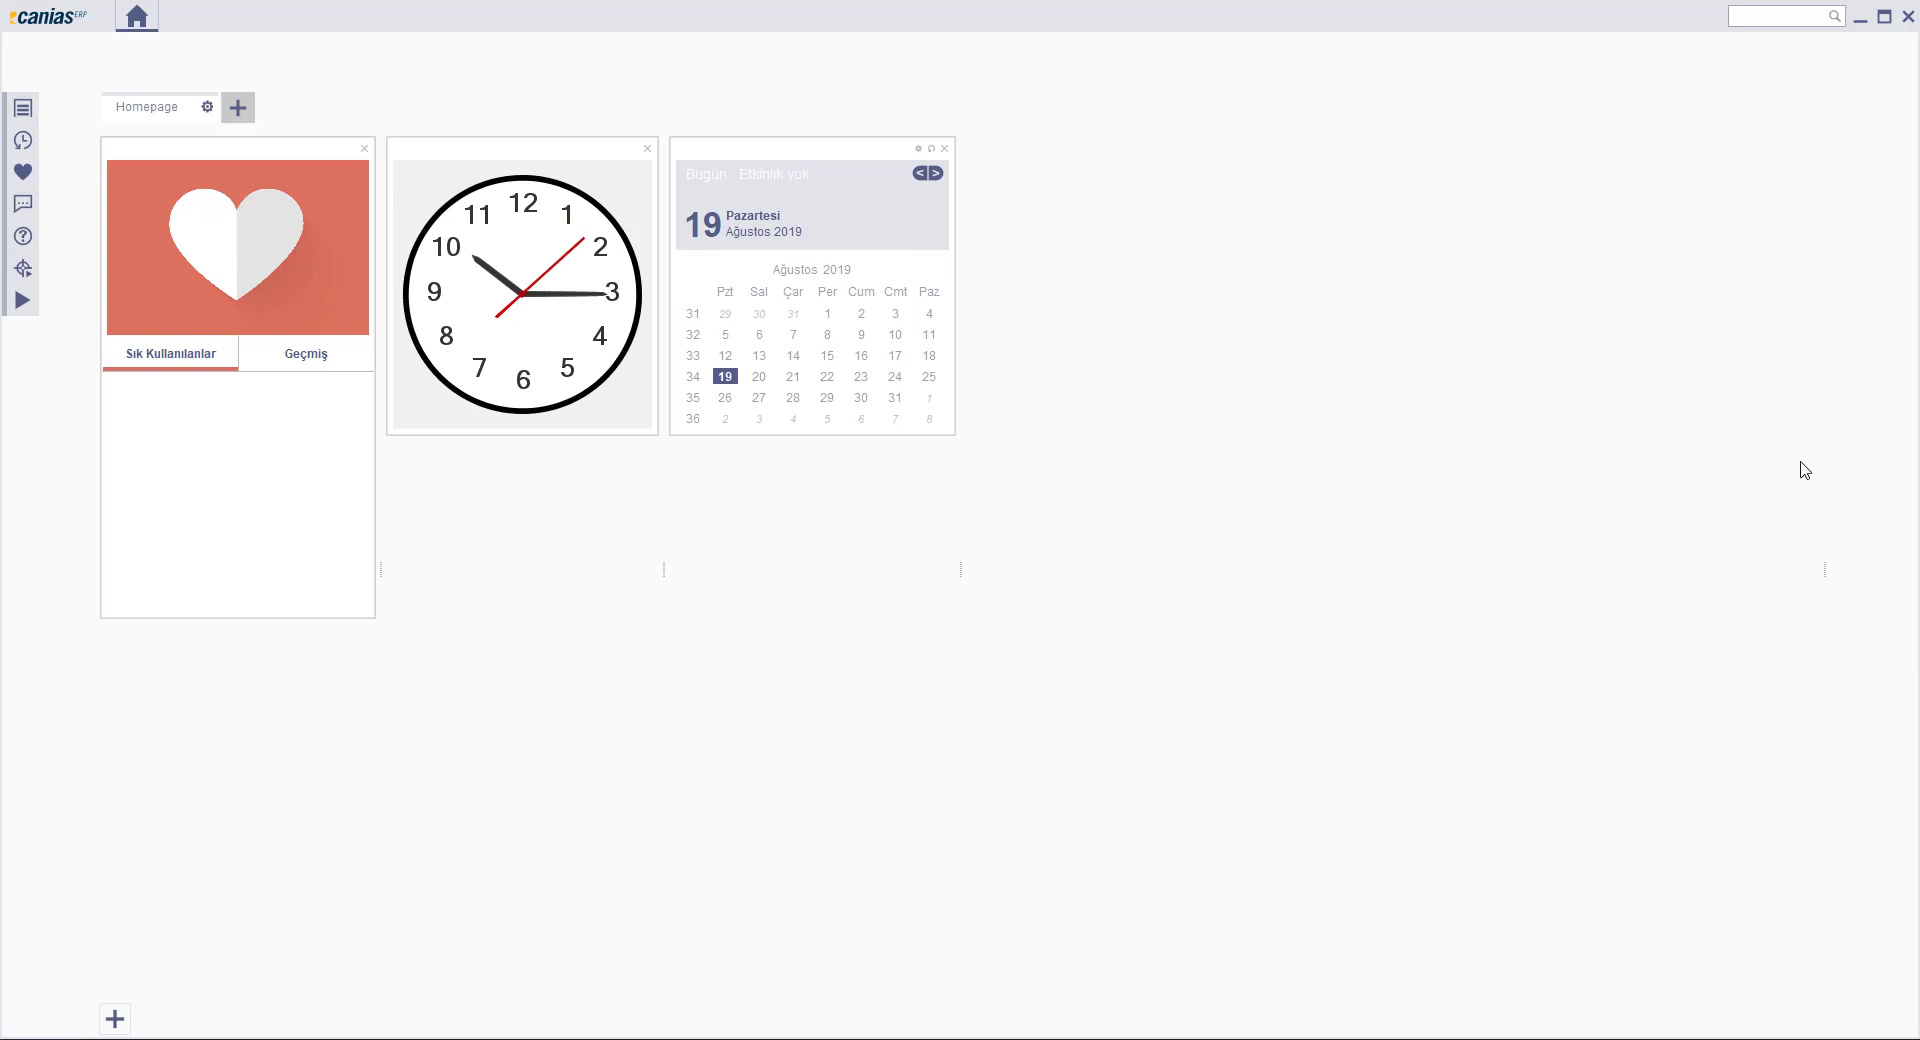 caniasERP
Homepage
Sık Kullanılanlar
Geçmiş
12
11
1
10
2
9
3
8
4
7
5
6
Bugün : Etkinlik yok
< >
19 Pazartesi
Ağustos 2019
Ağustos 2019
Pzt Sal Çar Per Cum Cmt Paz
31 29 30 31 1 2 3 4
32 5 6 7 8 9 10 11
33 12 13 14 15 16 17 18
34 19 20 21 22 23 24 25
35 26 27 28 29 30 31 1
36 2 3 4 5 6 7 8